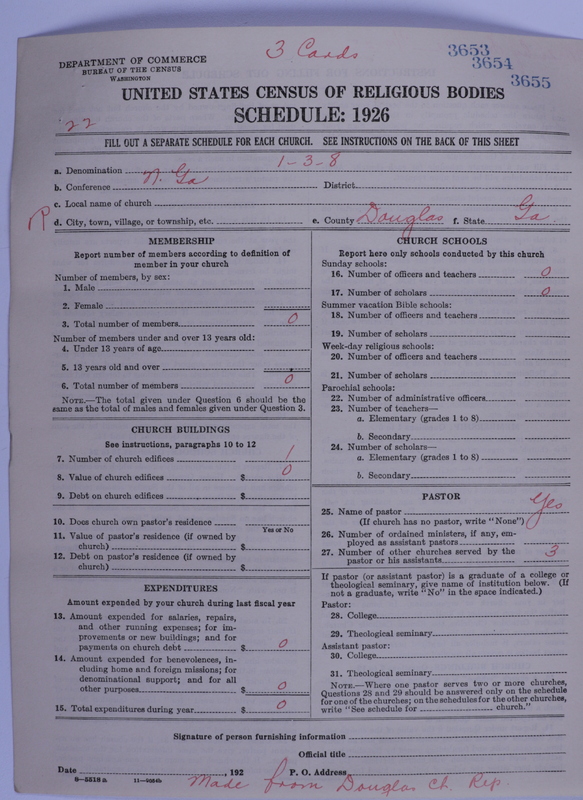 3 Cards
3653
3654
3655
DEPARTMENT OF COMMERCE
BUREAU OF THE CENSUS
WASHINGTON
UNITED STATES CENSUS OF RELIGIOUS BODIES
SCHEDULE: 1926
'22
FILL OUT A SEPARATE SCHEDULE FOR EACH CHURCH. SEE INSTRUCTIONS ON THE BACK OF THIS SHEET
a. Denomination 1-3-8
b. Conference N. Ga District
c. Local name of church
d. City, town, village, or township, etc. e. County Douglas f. State Ga
MEMBERSHIP
Report number of members according to definition of
member in your church
Number of members, by sex:
1. Male
2. Female
3. Total number of members 0
Number of members under and over 13 years old:
4. Under 13 years of age
5. 13 years old and over
6. Total number of members 0
NOTE.—The total given under Question 6 should be the
same as the total of males and females given under Question 3.
CHURCH BUILDINGS
See instructions, paragraphs 10 to 12
7. Number of church edifices 1
8. Value of church edifices $ 0
9. Debt on church edifices $
10. Does church own pastor's residence
Yes or No
11. Value of pastor's residence (if owned by
church) $
12. Debt on pastor's residence (if owned by
church) $
EXPENDITURES
Amount expended by your church during last fiscal year
13. Amount expended for salaries, repairs,
and other running expenses; for im-
provements or new buildings; and for
payments on church debt $ 0
14. Amount expended for benevolences, in-
cluding home and foreign missions; for
denominational support; and for all
other purposes $ 0
15. Total expenditures during year $ 0
CHURCH SCHOOLS
Report here only schools conducted by this church
Sunday schools:
16. Number of officers and teachers 0
17. Number of scholars 0
Summer vacation Bible schools:
18. Number of officers and teachers
19. Number of scholars
Week-day religious schools:
20. Number of officers and teachers
21. Number of scholars
Parochial schools:
22. Number of administrative officers
23. Number of teachers—
a. Elementary (grades 1 to 8)
b. Secondary
24. Number of scholars—
a. Elementary (grades 1 to 8)
b. Secondary
PASTOR
25. Name of pastor Yes
(If church has no pastor, write "None")
26. Number of ordained ministers, if any, em-
ployed as assistant pastors
27. Number of other churches served by the
pastor or his assistants 3
If pastor (or assistant pastor) is a graduate of a college or
theological seminary, give name of institution below. (If
not a graduate, write "No" in the space indicated.)
Pastor:
28. College
29. Theological seminary
Assistant pastor:
30. College
31. Theological seminary
NOTE.—Where one pastor serves two or more churches,
Questions 28 and 29 should be answered only on the schedule
for one of the churches; on the schedules for the other churches,
write "See schedule for church."
Signature of person furnishing information
Official title
Date , 192 P. O. Address
Made from Douglas Ch. Rep.